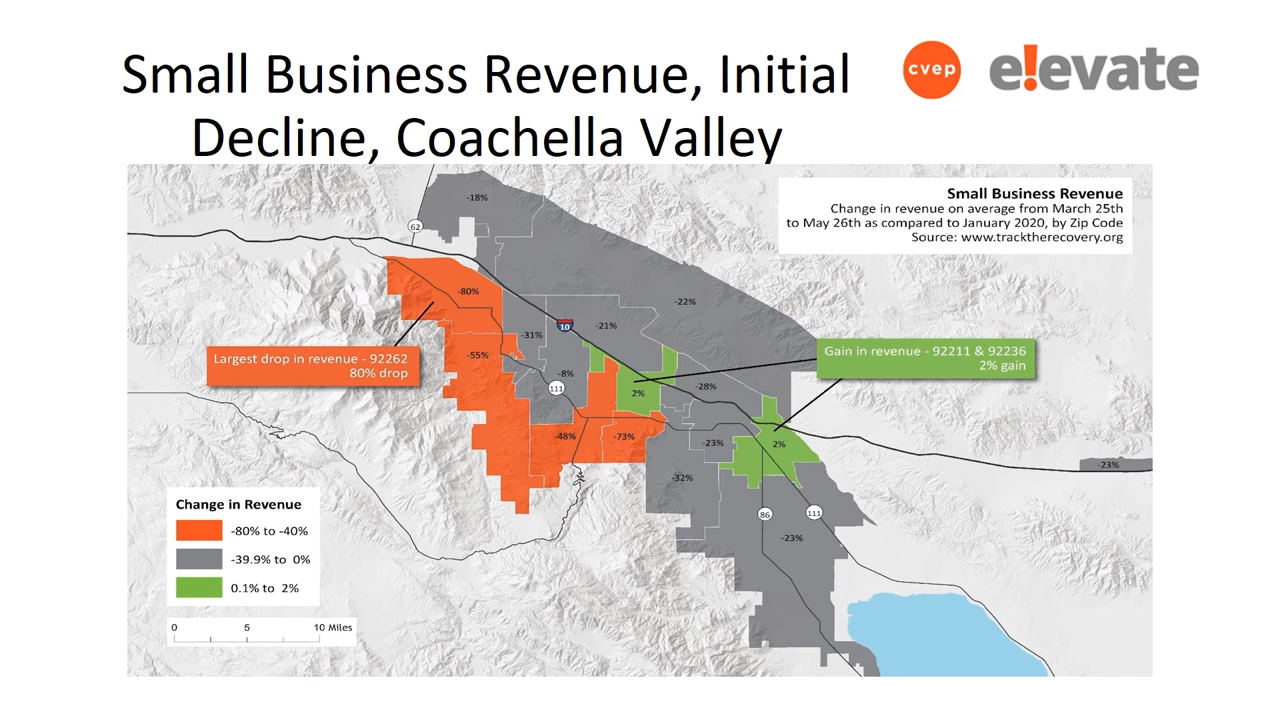 Small Business Revenue, Initial
Decline, Coachella Valley
cvep
e!evate
Small Business Revenue
Change in revenue on average from March 25th
to May 26th as compared to January 2020, by Zip Code
Source: www.tracktherecovery.org
-18%
62
-80%
-22%
-31%
10
-21%
Largest drop in revenue - 92262
80% drop
-55%
Gain in revenue - 92211 & 92236
2% gain
-8%
111
2%
-28%
-48%
-73%
-23%
2%
-23%
-32%
86
111
-23%
Change in Revenue
-80% to -40%
-39.9% to 0%
0.1% to 2%
0 5 10 Miles